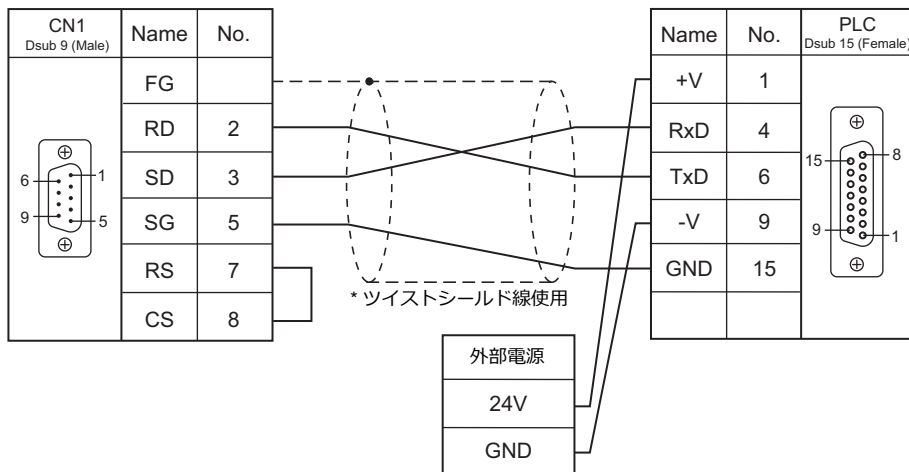 CN1
Dsub 9 (Male)
Name
No.
FG
RD
2
SD
3
SG
5
RS
7
CS
8
6
1
9
5
* ツイストシールド線使用
Name
No.
PLC
Dsub 15 (Female)
+V
1
RxD
4
TxD
6
-V
9
GND
15
15
8
9
1
外部電源
24V
GND